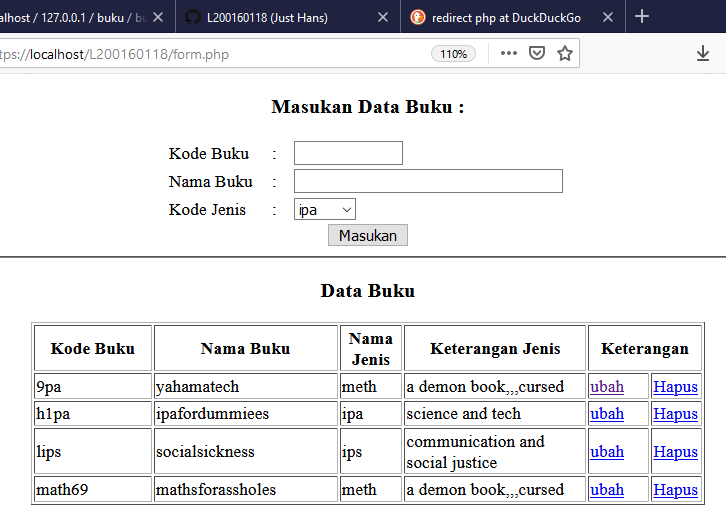 alhost / 127.0.0.1 / buku / bu
L200160118 (Just Hans)
redirect php at DuckDuckGo
tps://localhost/L200160118/form.php
110%
Masukan Data Buku :
Kode Buku :
Nama Buku :
Kode Jenis : ipa
Masukan
Data Buku
Kode Buku Nama Buku Nama Jenis Keterangan Jenis Keterangan
9pa yahamatech meth a demon book,,,cursed ubah Hapus
h1pa ipafordummiees ipa science and tech ubah Hapus
lips socialsickness ips communication and social justice ubah Hapus
math69 mathsforassholes meth a demon book,,,cursed ubah Hapus